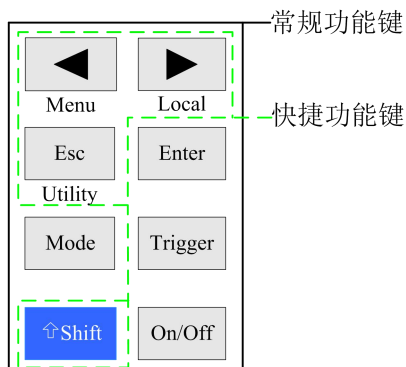 常规功能键
◀ ▶
Menu Local
快捷功能键
Esc Enter
Utility
Mode Trigger
⇧Shift On/Off